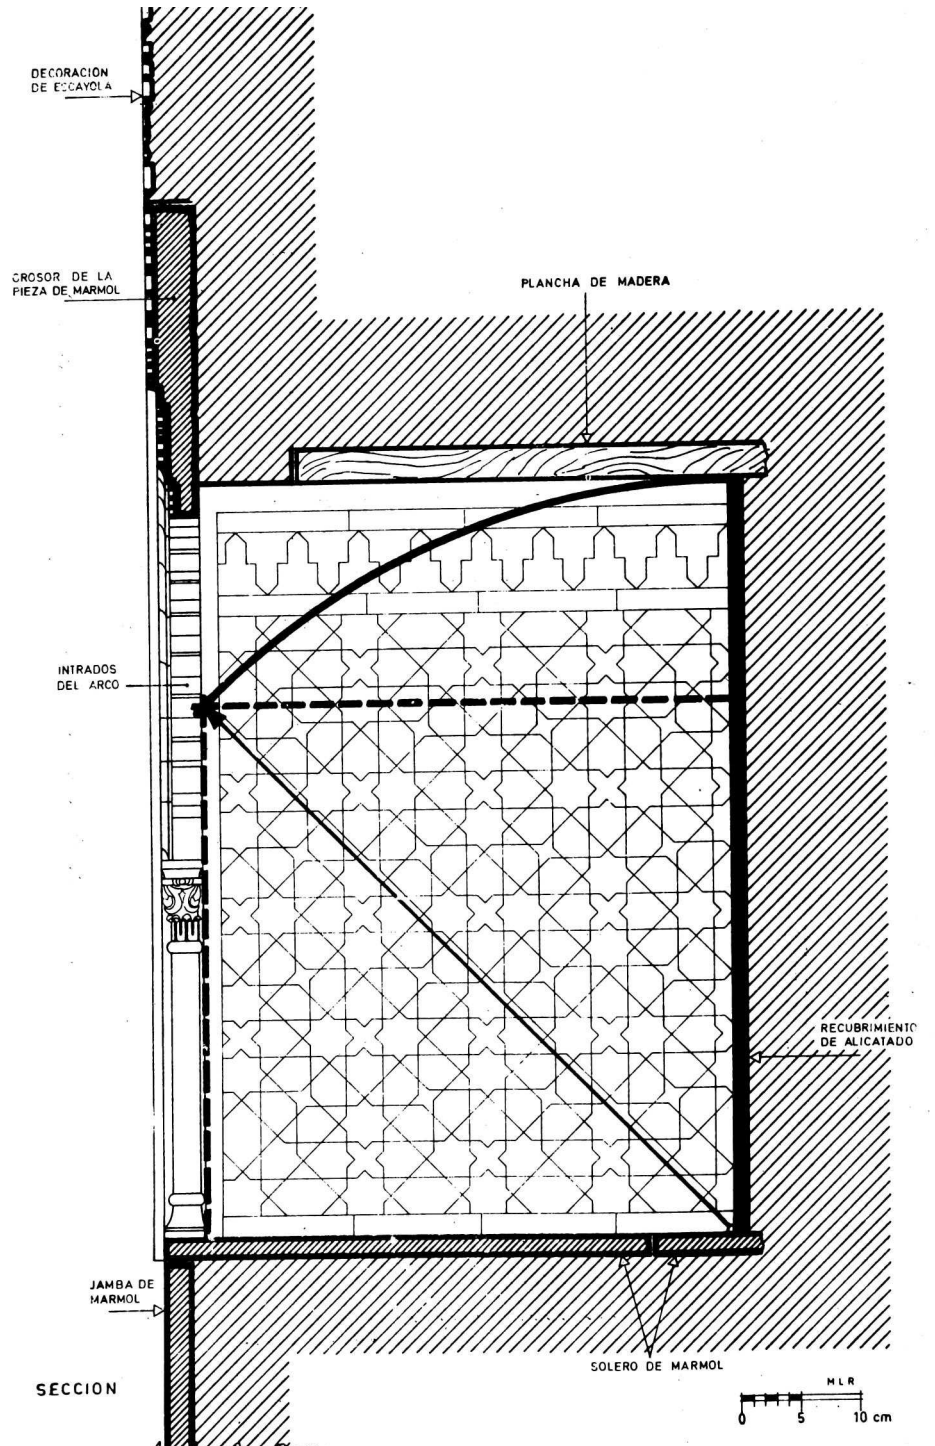 DECORACION
DE ESCAYOLA
GROSOR DE LA
PIEZA DE MARMOL
PLANCHA DE MADERA
INTRADOS
DEL ARCO
RECUBRIMIENTO
DE ALICATADO
JAMBA DE
MARMOL
SOLERO DE MARMOL
SECCION
MLR
0 5 10 cm